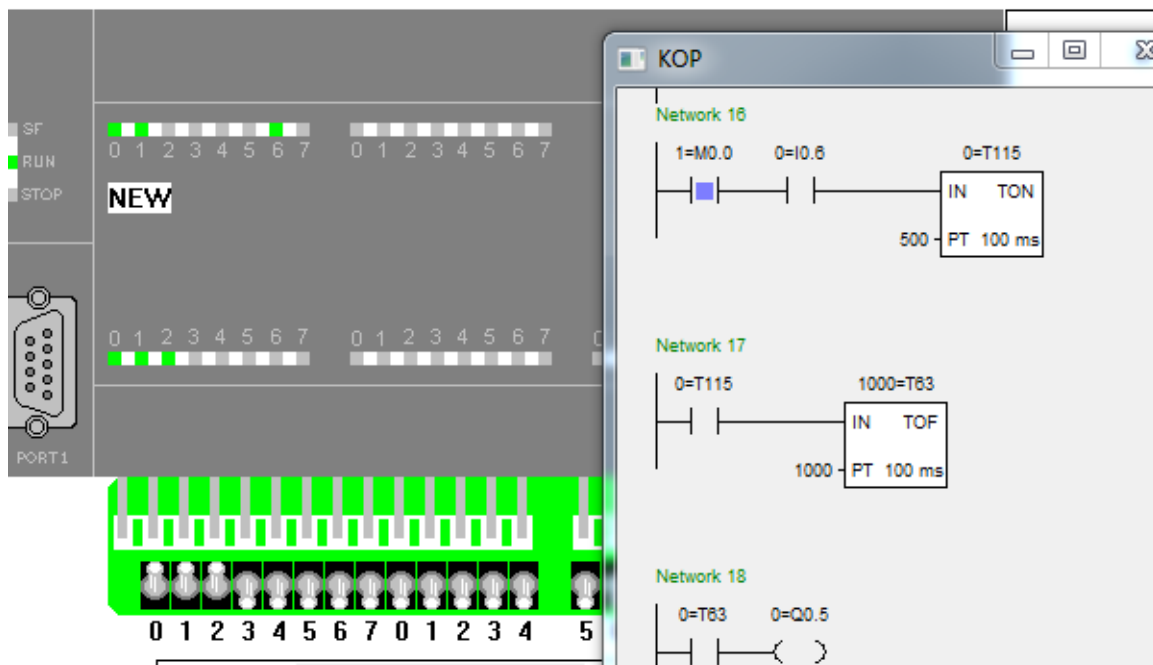 SF
RUN
STOP
0 1 2 3 4 5 6 7 0 1 2 3 4 5 6 7
NEW
0 1 2 3 4 5 6 7 0 1 2 3 4 5 6 7
PORT1
0 1 2 3 4 5 6 7 0 1 2 3 4 5
KOP
Network 16
1=M0.0 0=I0.6 0=T115
IN TON
500 PT 100 ms
Network 17
0=T115 1000=T63
IN TOF
1000 PT 100 ms
Network 18
0=T63 0=Q0.5